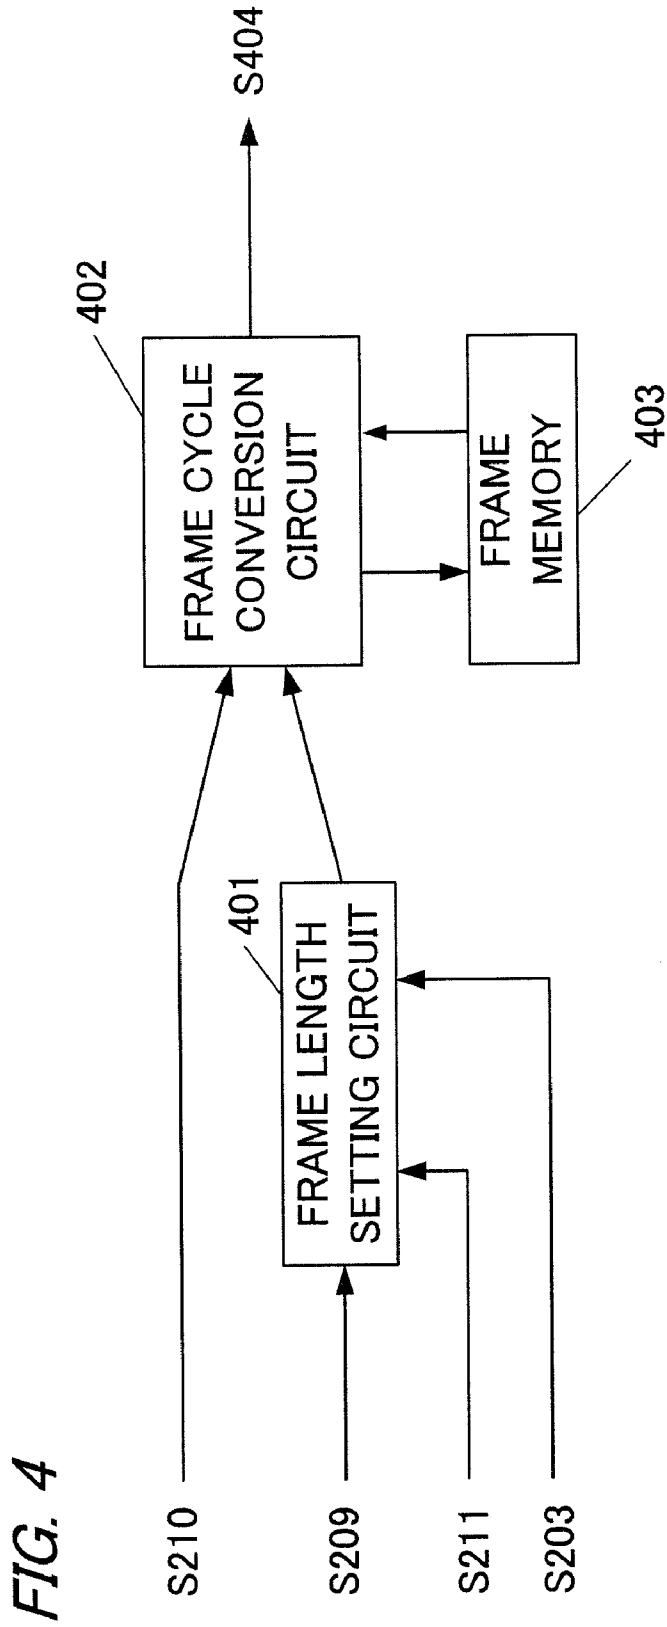 FIG. 4
S210
S209
S211
S203
401
FRAME LENGTH
SETTING CIRCUIT
402
FRAME CYCLE
CONVERSION
CIRCUIT
FRAME
MEMORY
403
S404